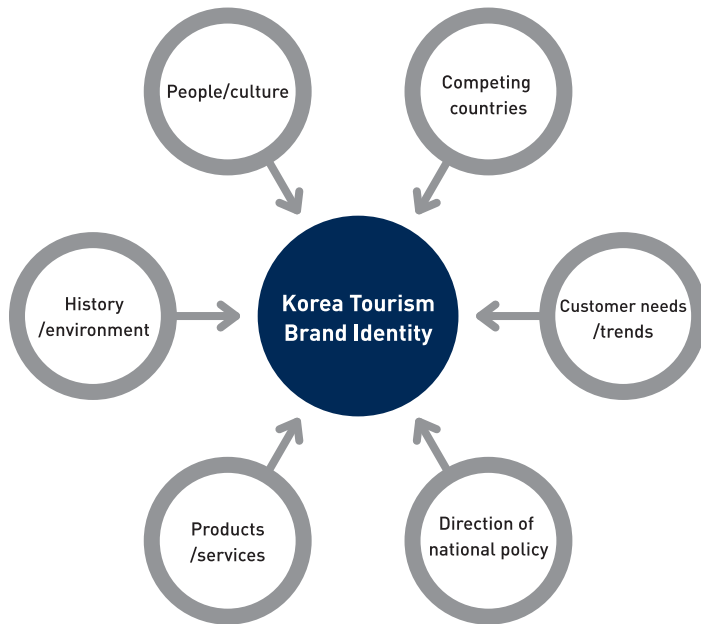 People/culture
Competing
countries
History
/environment
Korea Tourism
Brand Identity
Customer needs
/trends
Products
/services
Direction of
national policy